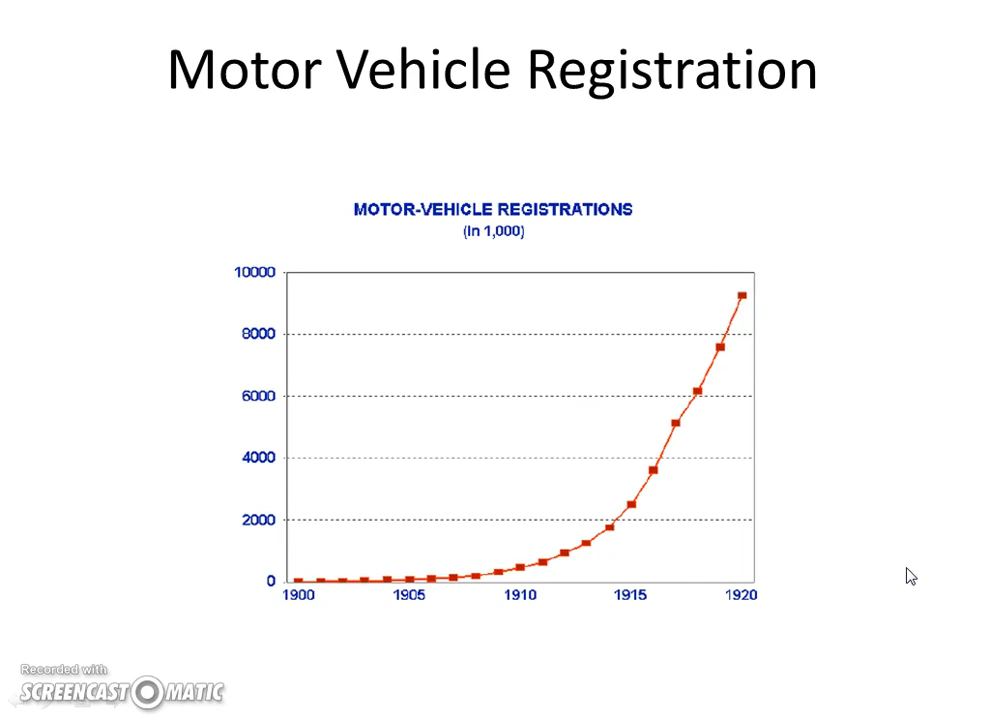 Motor Vehicle Registration
MOTOR-VEHICLE REGISTRATIONS
(In 1,000)
10000
8000
6000
4000
2000
0
1900 1905 1910 1915 1920
Recorded with
SCREENCAST MATIC